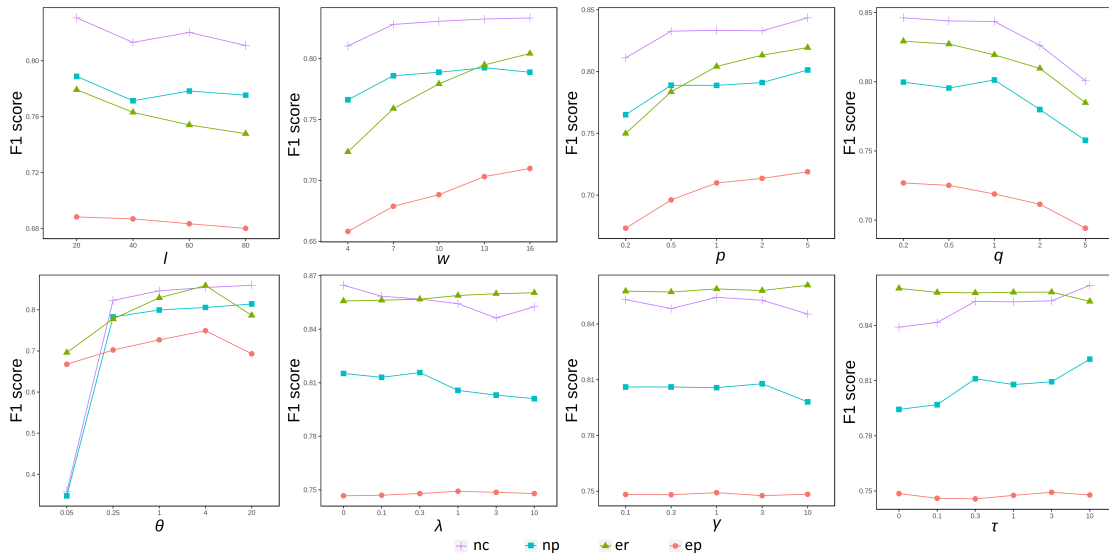 F1 score
0.80
0.76
0.72
0.68
20 40 60 80
l
F1 score
0.80
0.75
0.70
0.65
4 7 10 13 16
w
F1 score
0.85
0.80
0.75
0.70
0.2 0.5 1 2 5
p
F1 score
0.85
0.80
0.75
0.70
0.2 0.5 1 2 5
q
F1 score
0.8
0.7
0.6
0.5
0.4
0.05 0.25 1 4 20
θ
F1 score
0.87
0.84
0.81
0.78
0.75
0 0.1 0.3 1 3 10
λ
F1 score
0.84
0.81
0.78
0.75
0.1 0.3 1 3 10
γ
F1 score
0.84
0.81
0.78
0.75
0 0.1 0.3 1 3 10
τ
nc np er ep